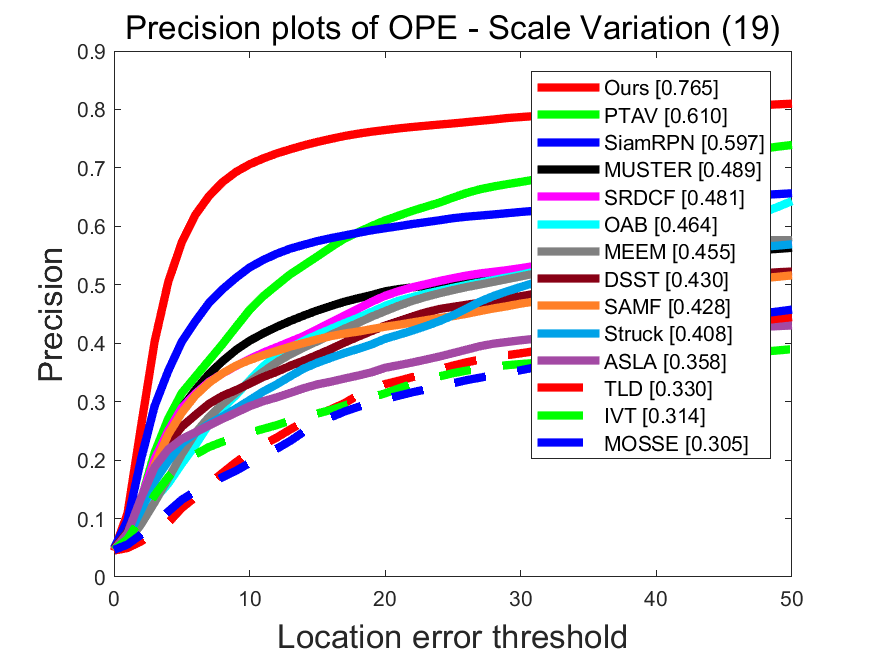 Precision plots of OPE - Scale Variation (19)
0.9
0.8
0.7
0.6
0.5
0.4
0.3
0.2
0.1
0
Precision
Ours [0.765]
PTAV [0.610]
SiamRPN [0.597]
MUSTER [0.489]
SRDCF [0.481]
OAB [0.464]
MEEM [0.455]
DSST [0.430]
SAMF [0.428]
Struck [0.408]
ASLA [0.358]
TLD [0.330]
IVT [0.314]
MOSSE [0.305]
0 10 20 30 40 50
Location error threshold